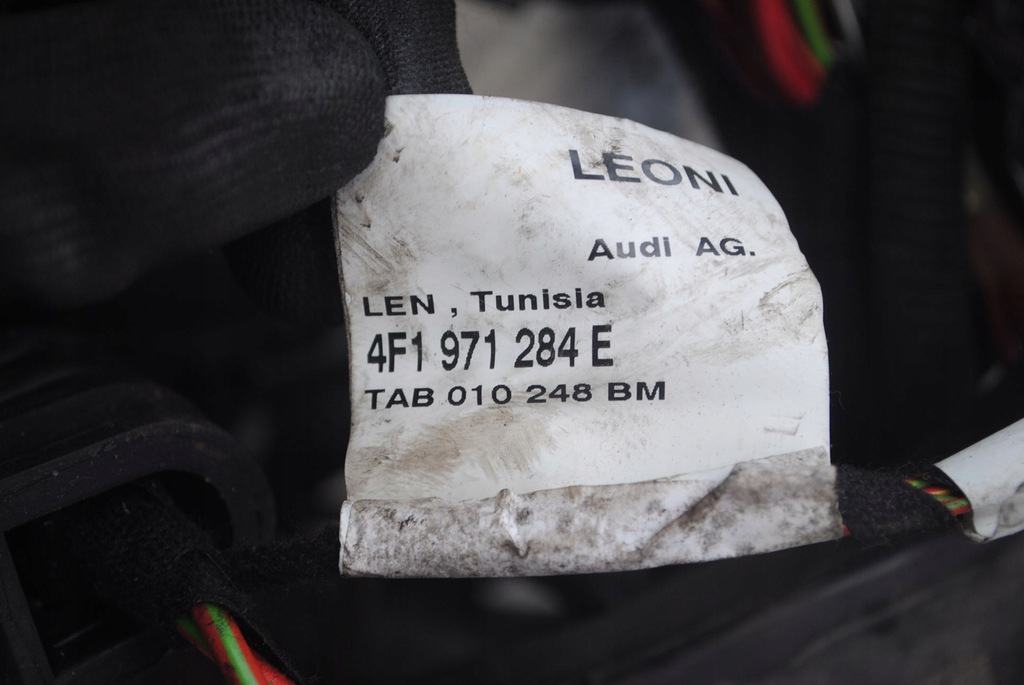 LEONI
Audi AG.
LEN , Tunisia
4F1 971 284 E
TAB 010 248 BM